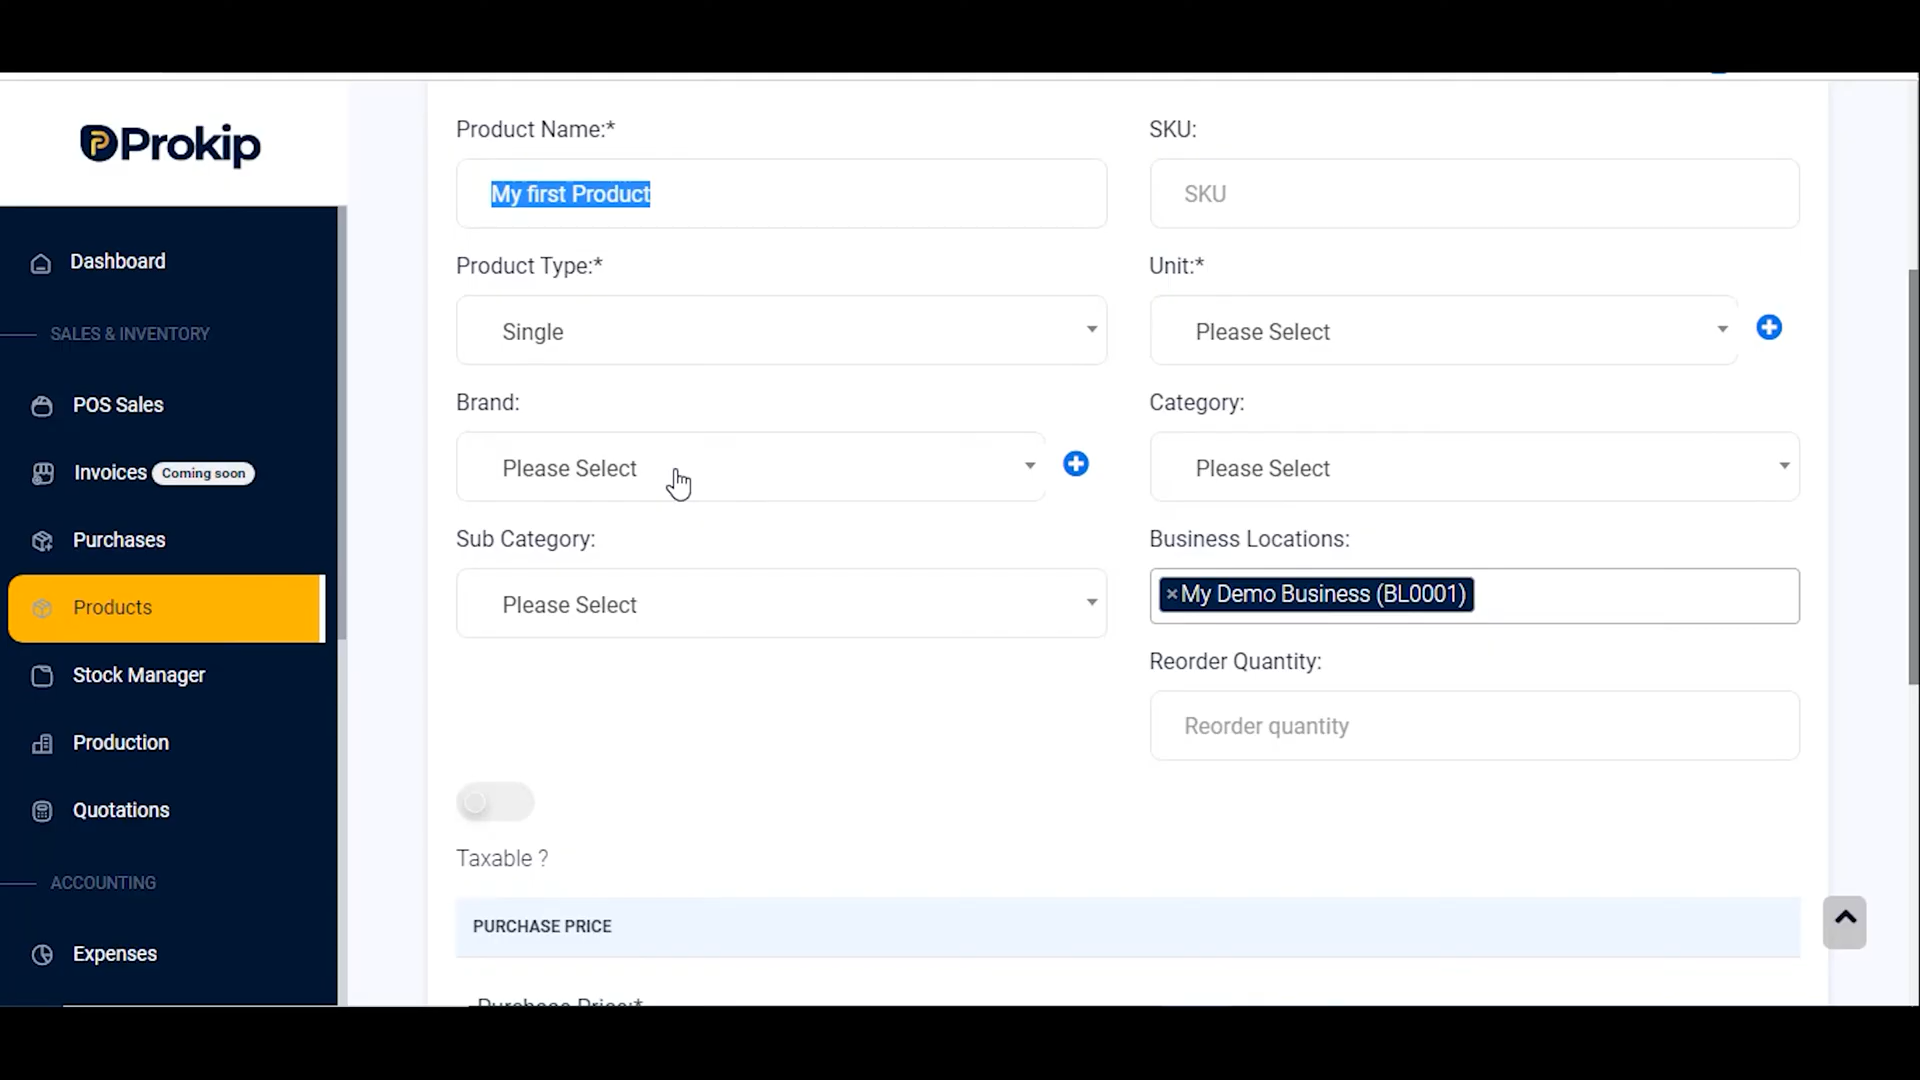 Prokip
Dashboard
SALES & INVENTORY
POS Sales
Invoices Coming soon
Purchases
Products
Stock Manager
Production
Quotations
ACCOUNTING
Expenses
Product Name:*
My first Product
SKU:
SKU
Product Type:*
Single
Unit:*
Please Select
Brand:
Please Select
Category:
Please Select
Sub Category:
Please Select
Business Locations:
×My Demo Business (BL0001)
Reorder Quantity:
Reorder quantity
Taxable ?
PURCHASE PRICE
Purchase Price:*